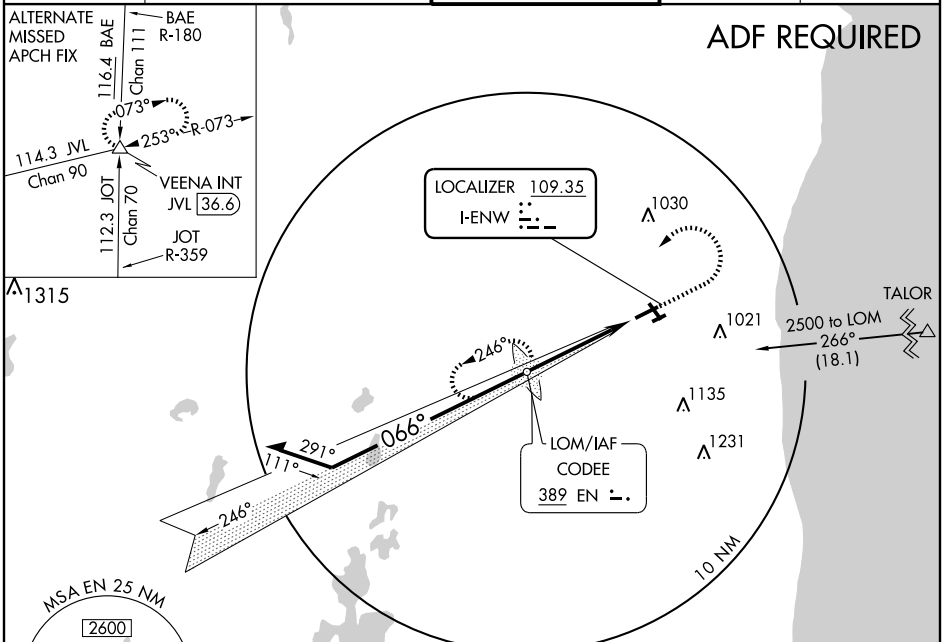 ALTERNATE
MISSED
APCH FIX
BAE
R-180
116.4 BAE
Chan 111
073°
253°
R-073
114.3 JVL
Chan 90
VEENA INT
JVL 36.6
112.3 JOT
Chan 70
JOT
R-359
ADF REQUIRED
LOCALIZER 109.35
I-ENW
1030
1315
TALOR
1021
2500 to LOM
266°
(18.1)
246°
1135
066°
1231
291°
111°
LOM/IAF
CODEE
389 EN
246°
10 NM
MSA EN 25 NM
2600